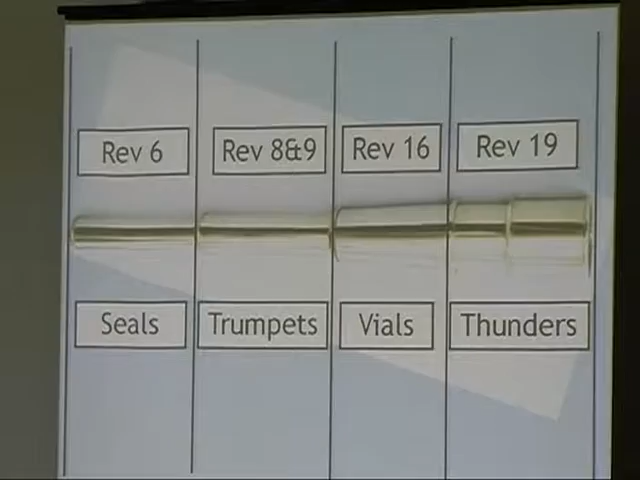 Rev 6
Rev 8&9
Rev 16
Rev 19
Seals
Trumpets
Vials
Thunders